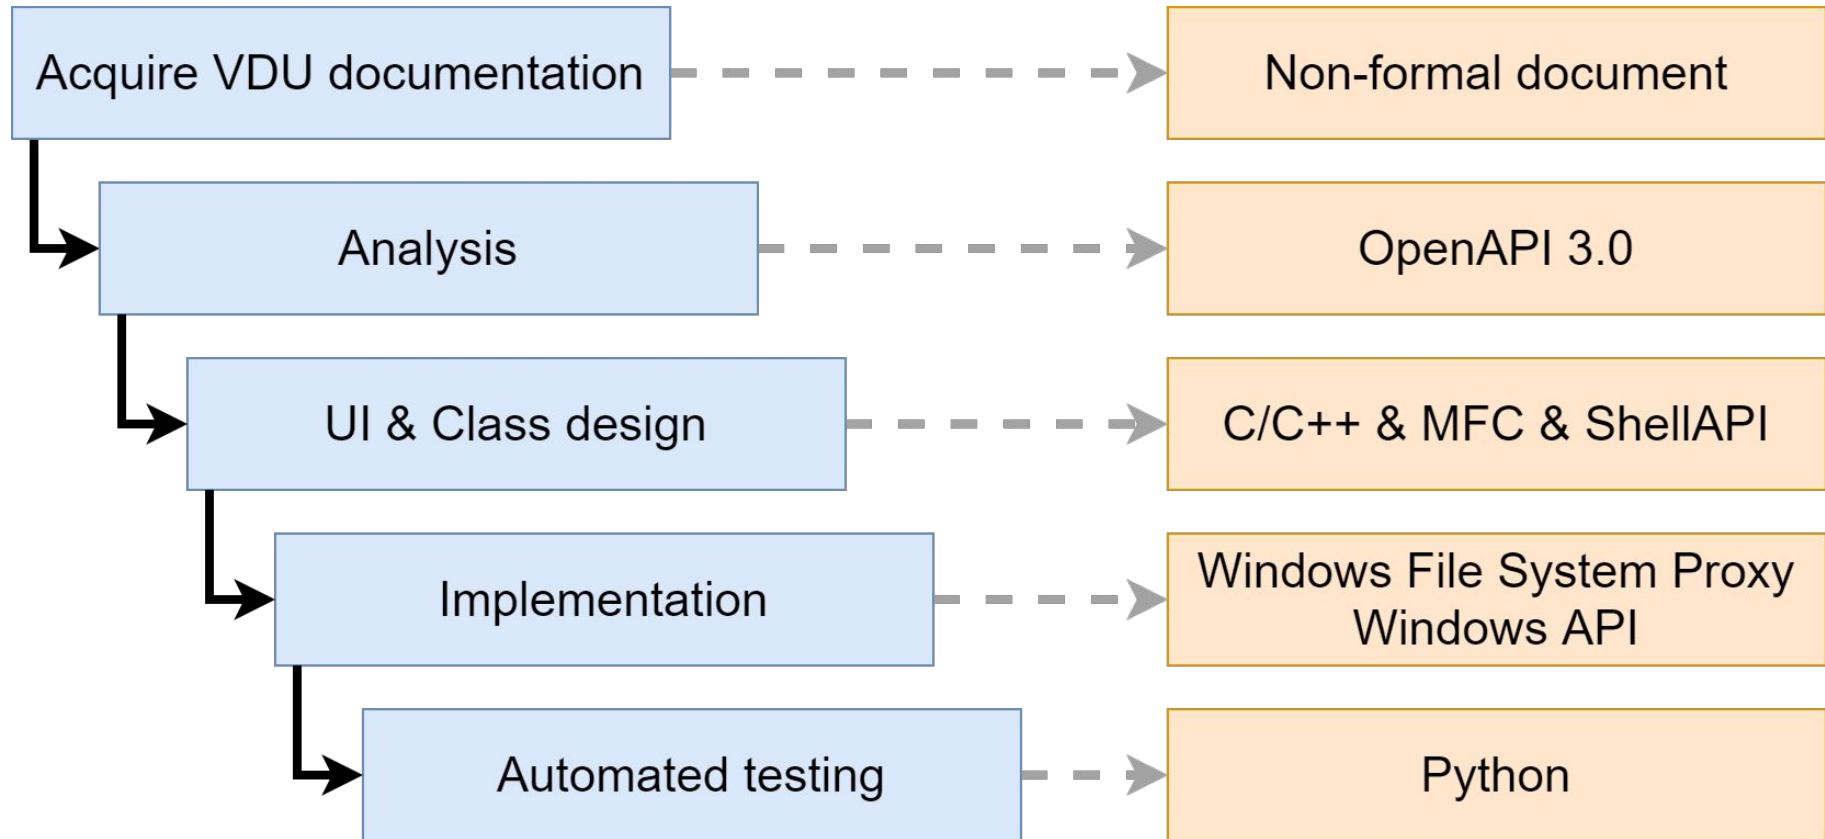 Acquire VDU documentation
Non-formal document
Analysis
OpenAPI 3.0
UI & Class design
C/C++ & MFC & ShellAPI
Implementation
Windows File System Proxy
Windows API
Automated testing
Python